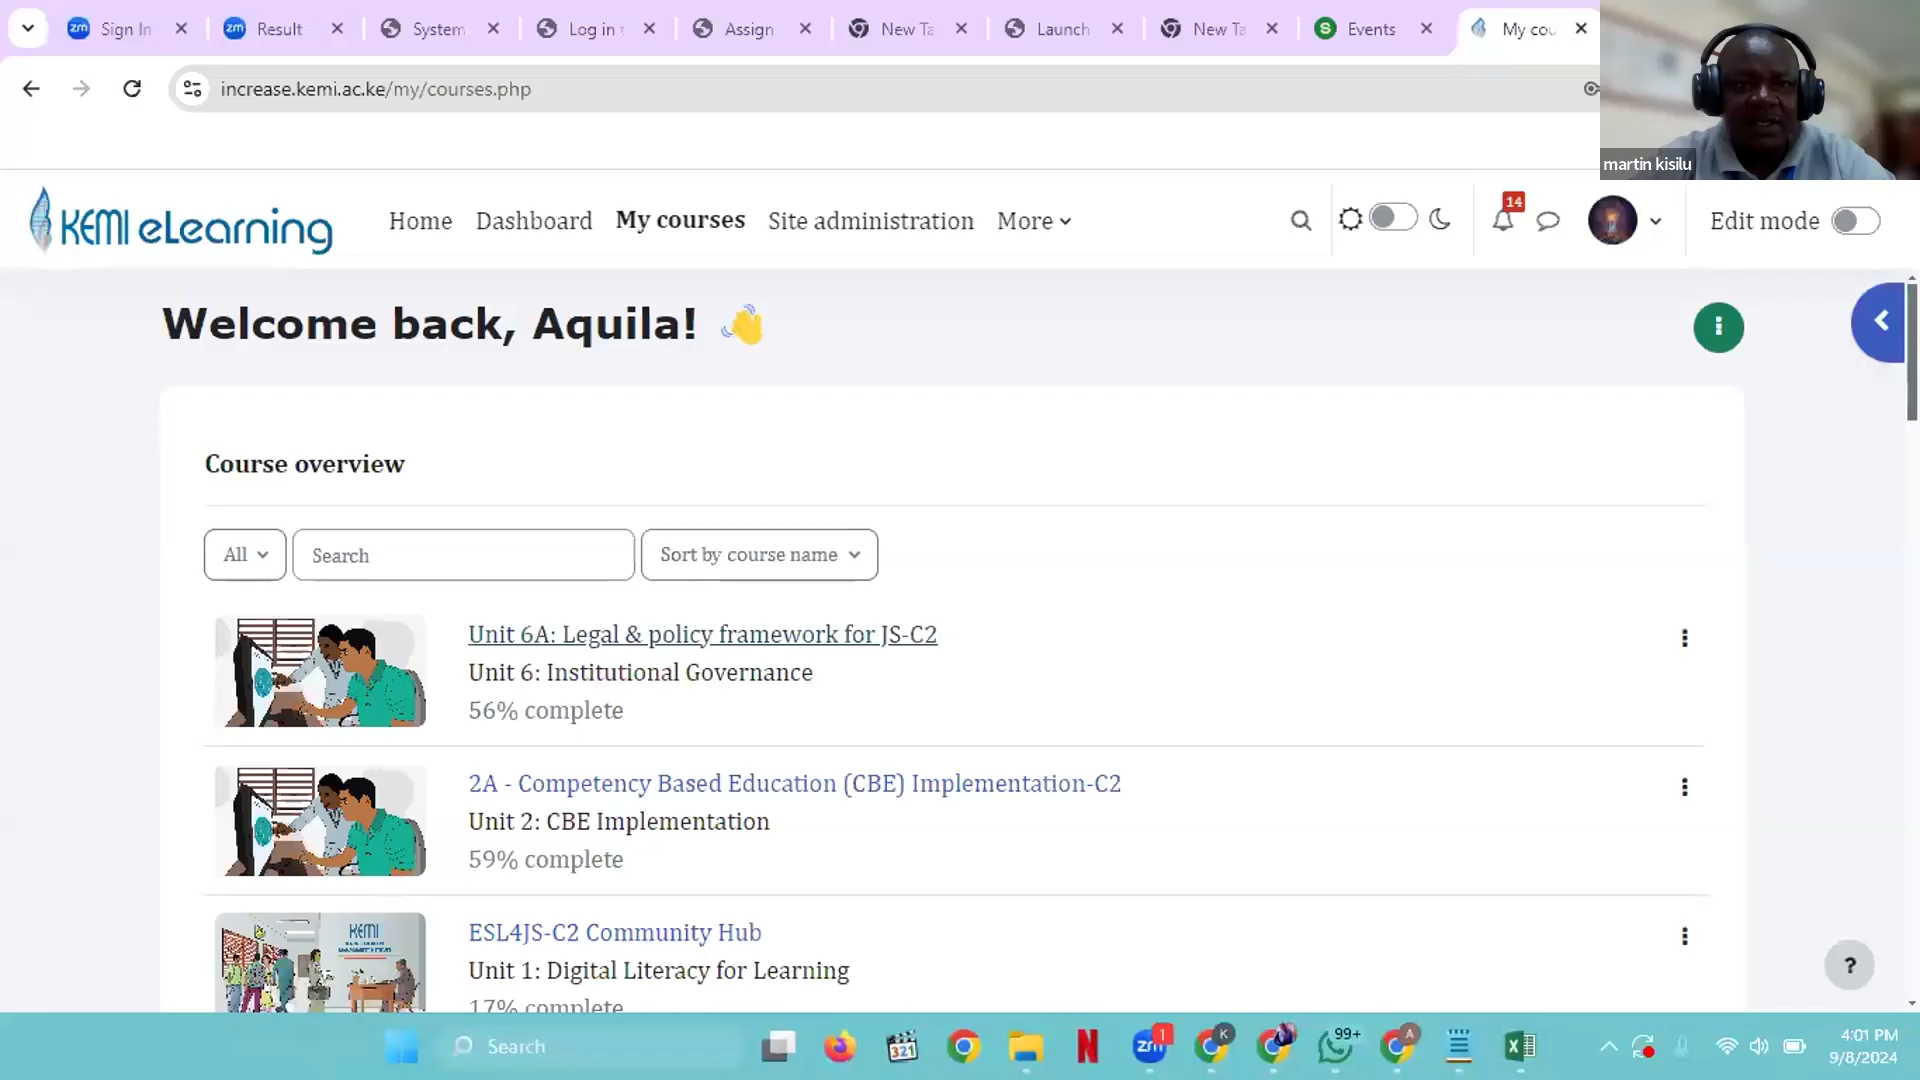 Sign In
Result
System
Log in
Assign
New Ta
Launch
New Ta
Events
My cou
increase.kemi.ac.ke/my/courses.php
martin kisilu
KEMI eLearning
Home
Dashboard
My courses
Site administration
More
14
Edit mode
Welcome back, Aquila!
Course overview
All
Search
Sort by course name
Unit 6A: Legal & policy framework for JS-C2
Unit 6: Institutional Governance
56% complete
2A - Competency Based Education (CBE) Implementation-C2
Unit 2: CBE Implementation
59% complete
KEMI
ESL4JS-C2 Community Hub
Unit 1: Digital Literacy for Learning
17% complete
?
Search
321
N
zm
1
K
99+
A
X
4:01 PM
9/8/2024